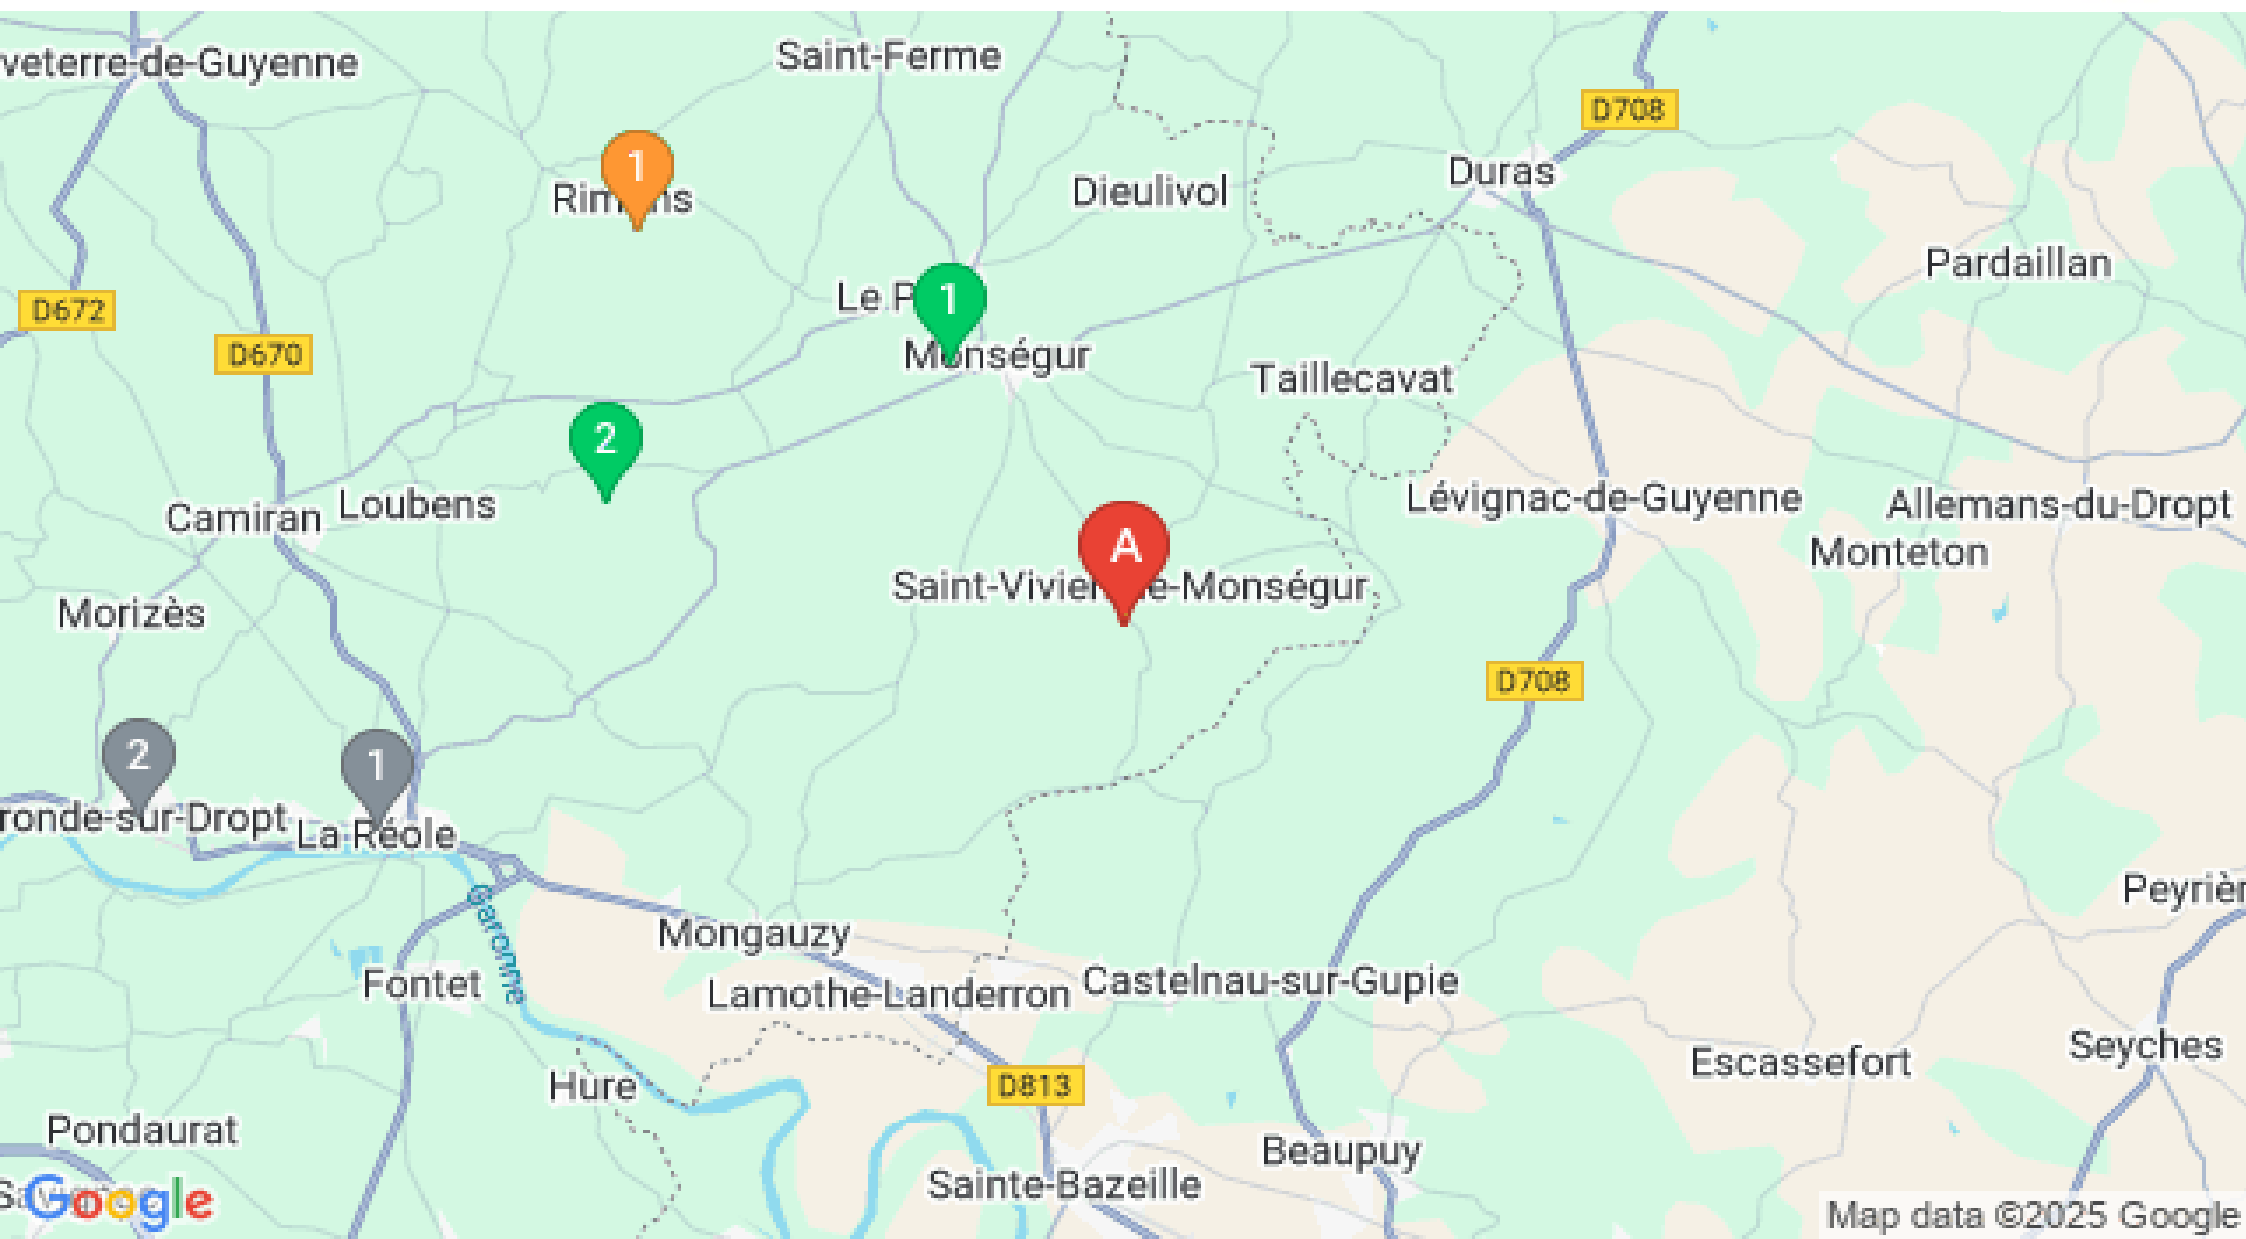 veterre-de-Guyenne
Saint-Ferme
D708
1
Duras
Dieulivol
Pardaillan
D672
Le P
1
D670
Monségur
Taillecavat
2
Loubens
Camiran
Lévignac-de-Guyenne
Allemans-du-Dropt
A
Monteton
Saint-Vivien-de-Monségur
Morizès
D708
2
1
ronde-sur-Dropt
La Réole
Garonne
Peyrièr
Mongauzy
Fontet
Lamothe-Landerron
Castelnau-sur-Gupie
Seyches
Escassefort
Hure
D813
Pondaurat
Beaupuy
Sainte-Bazeille
Google
Map data ©2025 Google